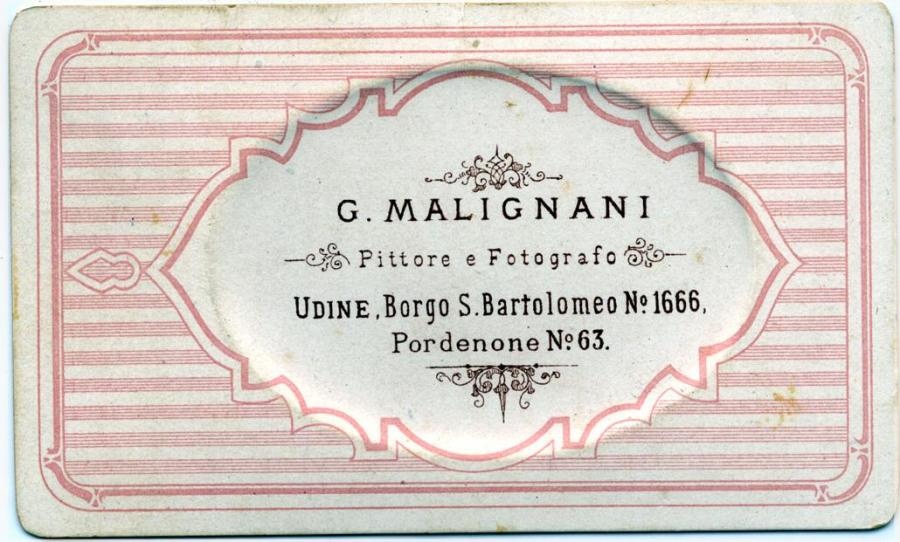 G. MALIGNANI
Pittore e Fotografo
UDINE, Borgo S. Bartolomeo Nº 1666,
Pordenone Nº 63.